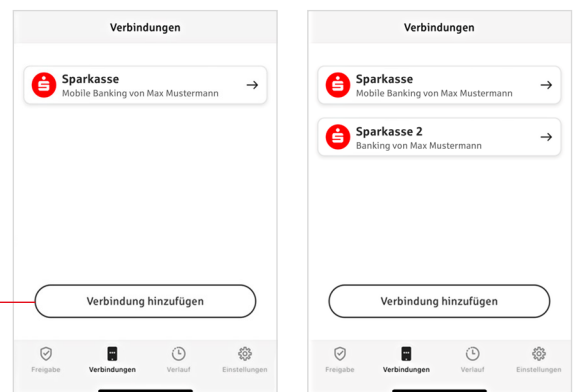 Verbindungen
Sparkasse
Mobile Banking von Max Mustermann
Verbindung hinzufügen
Freigabe Verbindungen Verlauf Einstellungen
Verbindungen
Sparkasse
Mobile Banking von Max Mustermann
Sparkasse 2
Banking von Max Mustermann
Verbindung hinzufügen
Freigabe Verbindungen Verlauf Einstellungen